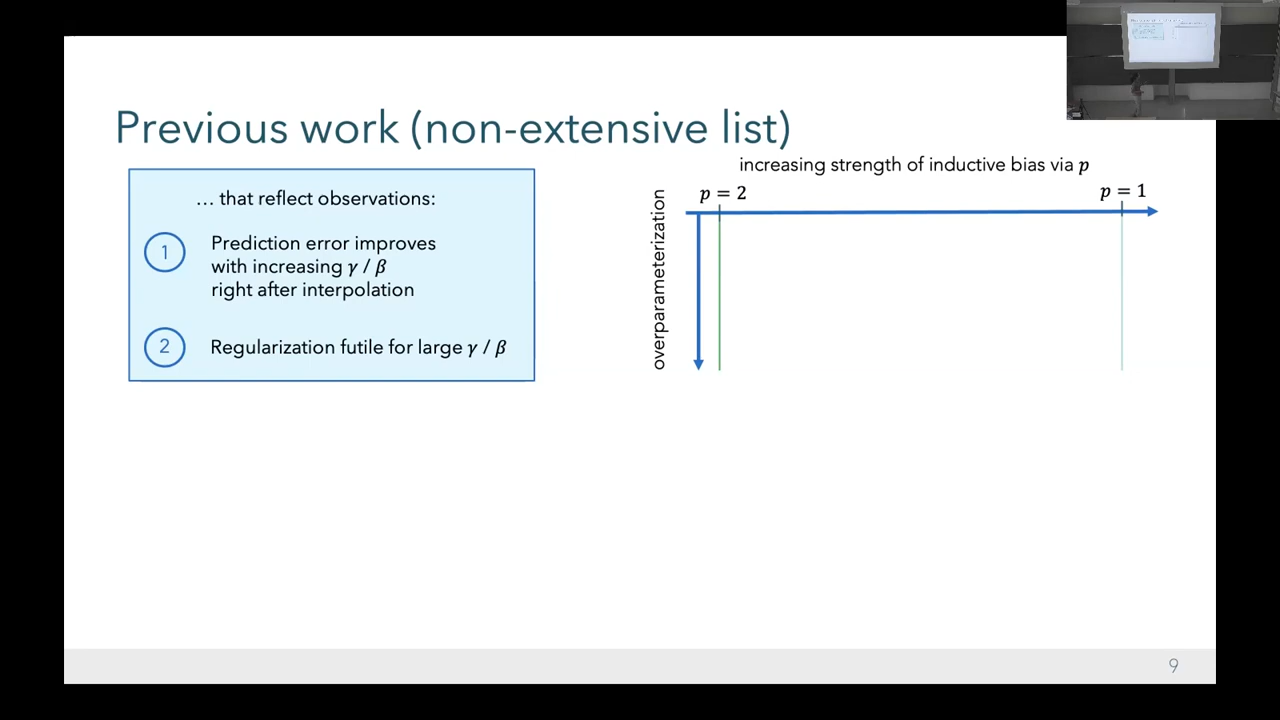 Previous work (non-extensive list)
… that reflect observations:
1
Prediction error improves
with increasing γ / β
right after interpolation
2
Regularization futile for large γ / β
increasing strength of inductive bias via p
p = 2
p = 1
overparameterization
9